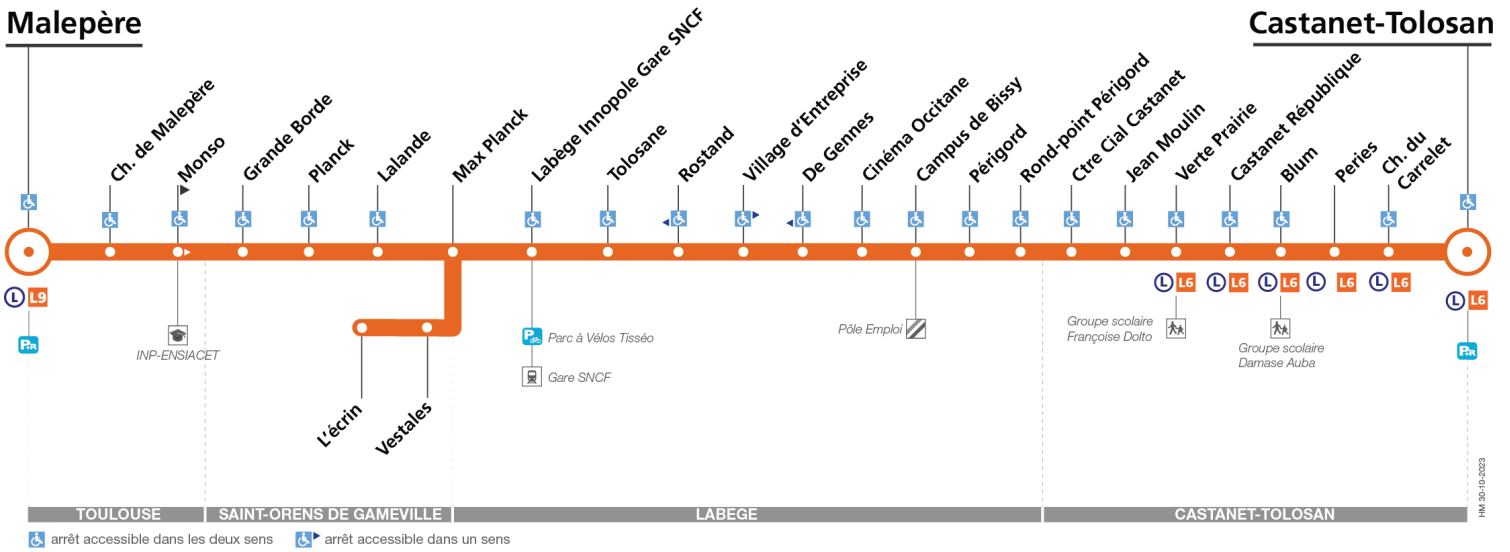 Malepère
Castanet-Tolosan
Ch. de Malepère
Monso
Grande Borde
Planck
Lalande
Max Planck
Labège Innopole Gare SNCF
Tolosane
Rostand
Village d'Entreprise
De Gennes
Cinéma Occitane
Campus de Bissy
Périgord
Rond-point Périgord
Ctre Cial Castanet
Jean Moulin
Verte Prairie
Castanet République
Blum
Peries
Ch. du
Carrelet
L L9
P+R
INP-ENSIACET
L'écrin
Vestales
P Parc à Vélos Tisséo
Gare SNCF
Pôle Emploi
L L6
L L6
L L6
L L6
L L6
L L6
Groupe scolaire
Françoise Dolto
Groupe scolaire
Damase Auba
P+R
HM 30-10-2023
TOULOUSE
SAINT-ORENS DE GAMEVILLE
LABEGE
CASTANET-TOLOSAN
arrêt accessible dans les deux sens
arrêt accessible dans un sens